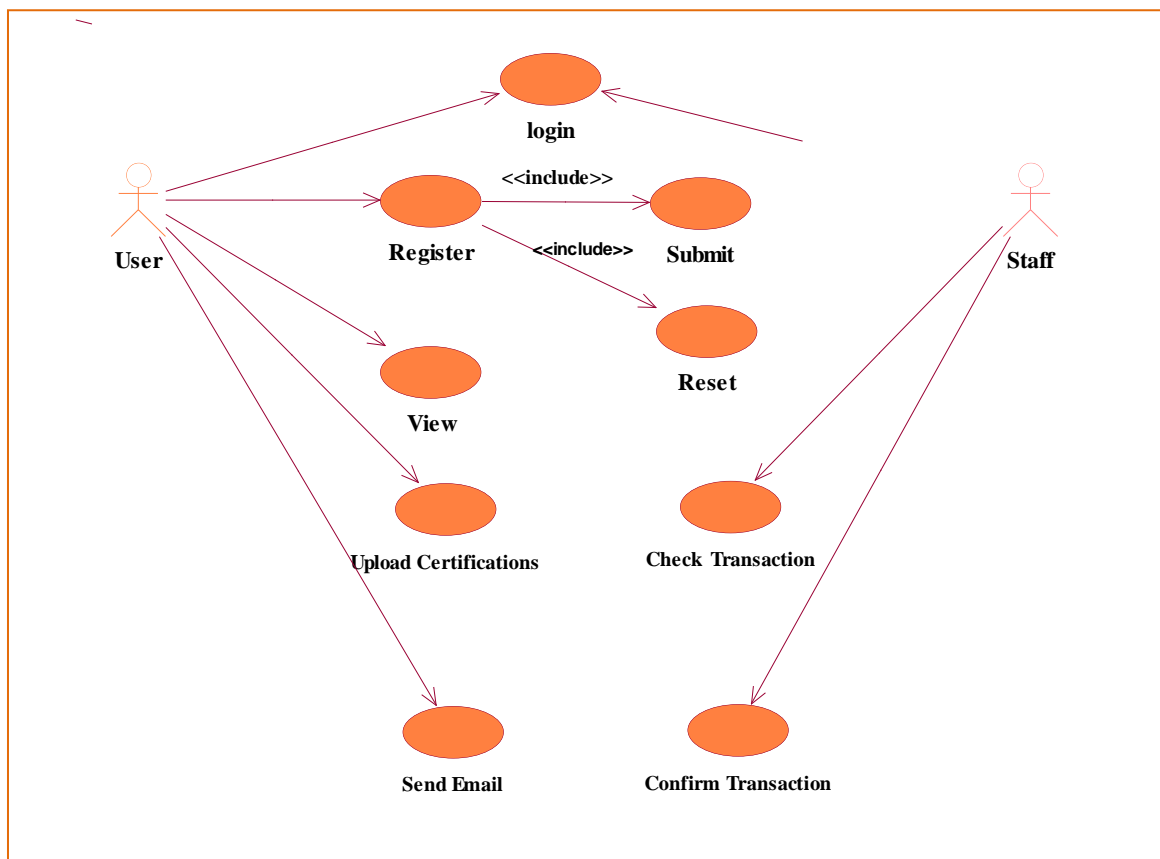 login
<<include>>
User
Register
<<include>>
Submit
Staff
Reset
View
Upload Certifications
Check Transaction
Send Email
Confirm Transaction